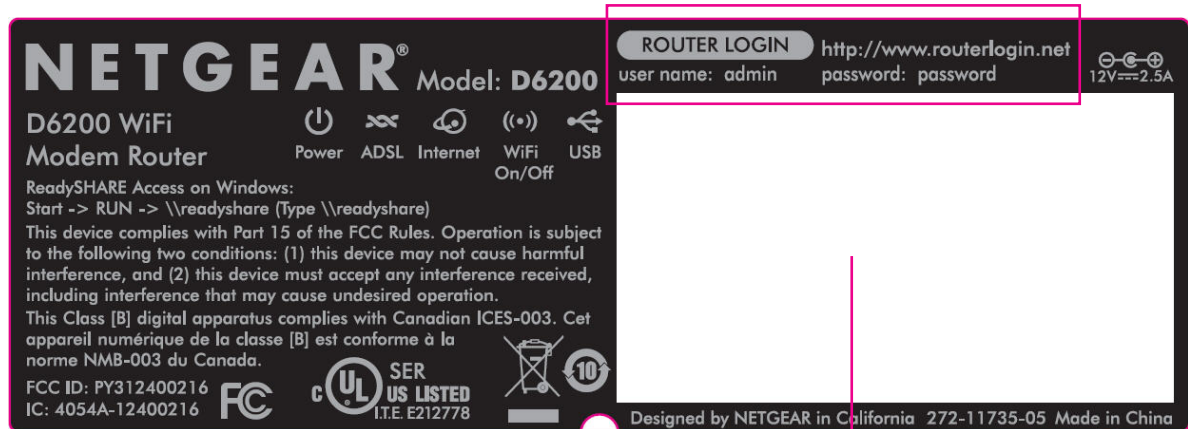 NETGEAR® Model: D6200
D6200 WiFi
Modem Router
Power ADSL Internet WiFi On/Off USB
ReadySHARE Access on Windows:
Start -> RUN -> \\readyshare (Type \\readyshare)
This device complies with Part 15 of the FCC Rules. Operation is subject
to the following two conditions: (1) this device may not cause harmful
interference, and (2) this device must accept any interference received,
including interference that may cause undesired operation.
This Class [B] digital apparatus complies with Canadian ICES-003. Cet
appareil numérique de la classe [B] est conforme à la
norme NMB-003 du Canada.
FCC ID: PY312400216
IC: 4054A-12400216
FC
C UL US LISTED
SER
I.T.E. E212778
10
ROUTER LOGIN http://www.routerlogin.net
user name: admin password: password
12V⎓2.5A
Designed by NETGEAR in California 272-11735-05 Made in China